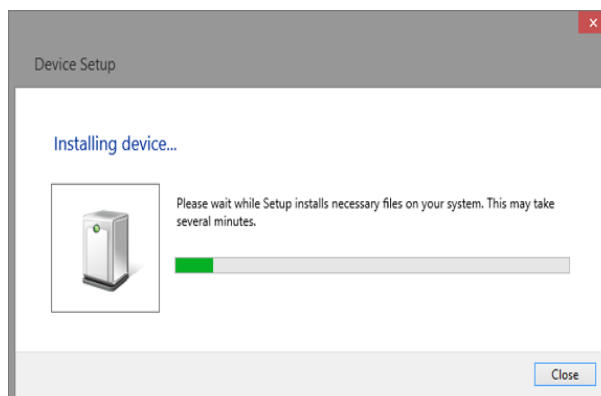 Device Setup
Installing device...
Please wait while Setup installs necessary files on your system. This may take
several minutes.
Close